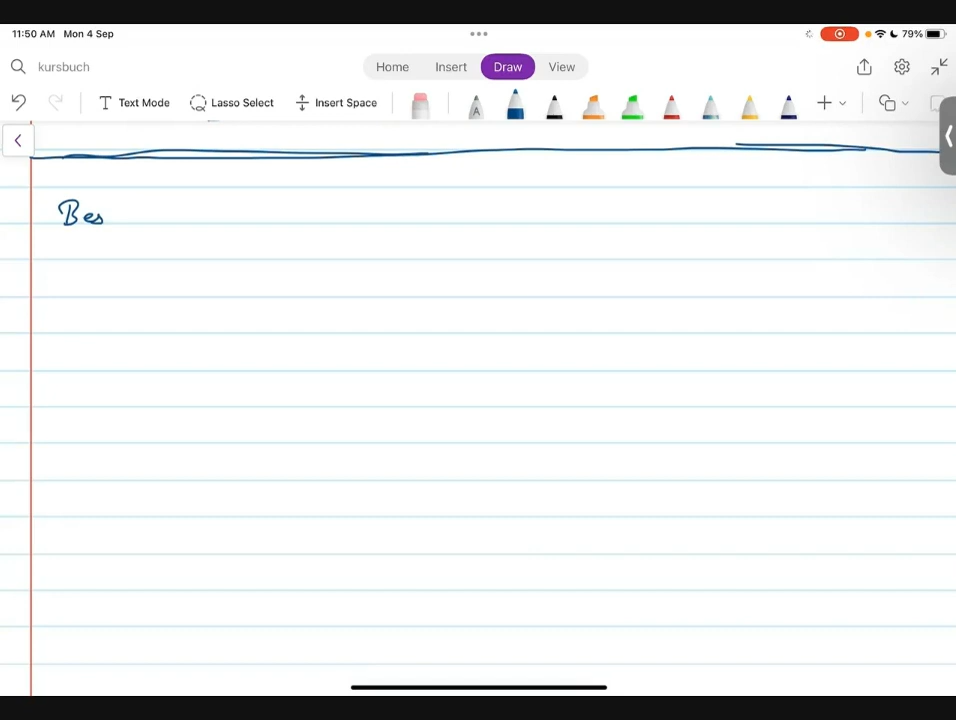 11:50 AM Mon 4 Sep
79%
kursbuch
Home Insert Draw View
Text Mode Lasso Select Insert Space
A
Bes